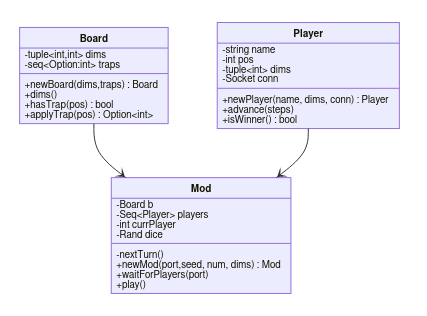 Board
-tuple<int,int> dims
-seq<Option:int> traps
+newBoard(dims,traps) : Board
+dims()
+hasTrap(pos) : bool
+applyTrap(pos) : Option<int>
Player
-string name
-int pos
-tuple<int> dims
-Socket conn
+newPlayer(name, dims, conn) : Player
+advance(steps)
+isWinner() : bool
Mod
-Board b
-Seq<Player> players
-int currPlayer
-Rand dice
-nextTurn()
+newMod(port,seed, num, dims) : Mod
+waitForPlayers(port)
+play()